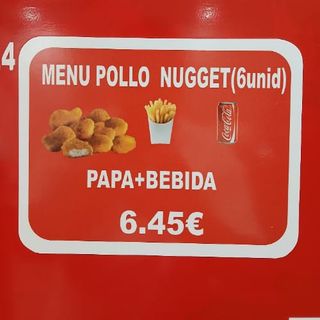 4
MENU POLLO NUGGET(6unid)
Coca-Cola
PAPA+BEBIDA
6.45€